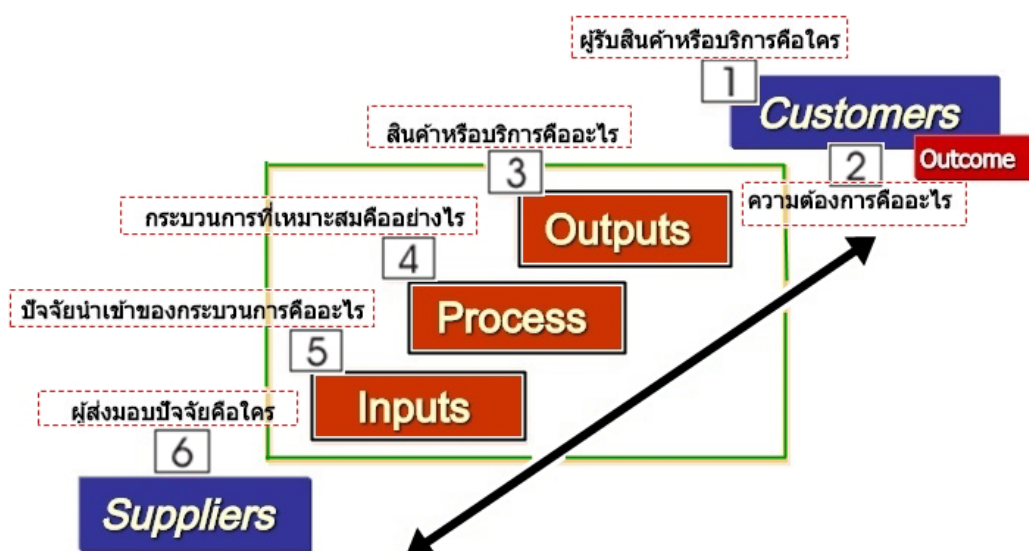 ผู้รับสินค้าหรือบริการคือใคร
1
Customers
สินค้าหรือบริการคืออะไร
3
2
Outcome
ความต้องการคืออะไร
กระบวนการที่เหมาะสมคืออย่างไร
Outputs
4
ปัจจัยนำเข้าของกระบวนการคืออะไร
Process
5
ผู้ส่งมอบปัจจัยคือใคร
Inputs
6
Suppliers